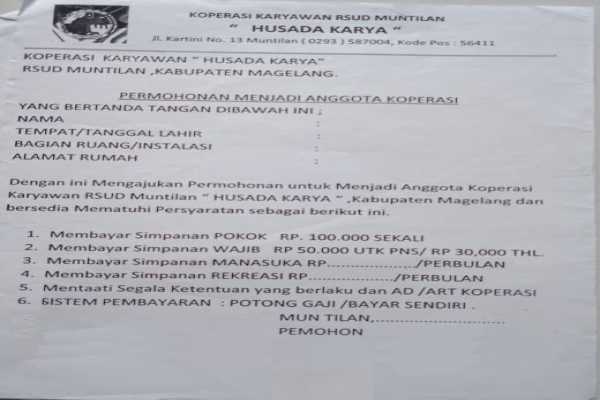 KOPERASI KARYAWAN RSUD MUNTILAN
“ HUSADA KARYA “
Jl. Kartini No. 13 Muntilan ( 0293 ) 587004, Kode Pos : 56411
KOPERASI KARYAWAN “ HUSADA KARYA”
RSUD MUNTILAN ,KABUPATEN MAGELANG.
PERMOHONAN MENJADI ANGGOTA KOPERASI
YANG BERTANDA TANGAN DIBAWAH INI ;
NAMA :
TEMPAT/TANGGAL LAHIR :
BAGIAN RUANG/INSTALASI :
ALAMAT RUMAH :
Dengan ini Mengajukan Permohonan untuk Menjadi Anggota Koperasi
Karyawan RSUD Muntilan “ HUSADA KARYA “ ,Kabupaten Magelang dan
bersedia Mematuhi Persyaratan sebagai berikut ini.
1. Membayar Simpanan POKOK RP. 100.000 SEKALI
2. Membayar Simpanan WAJIB RP 50.000 UTK PNS/ RP 30,000 THL.
3. Membayar Simpanan MANASUKA RP...................../PERBULAN
4. Membayar Simpanan REKREASI RP...................../PERBULAN
5. Mentaati Segala Ketentuan yang berlaku dan AD /ART KOPERASI
6. SISTEM PEMBAYARAN : POTONG GAJI /BAYAR SENDIRI .
MUN TILAN,..........................
PEMOHON